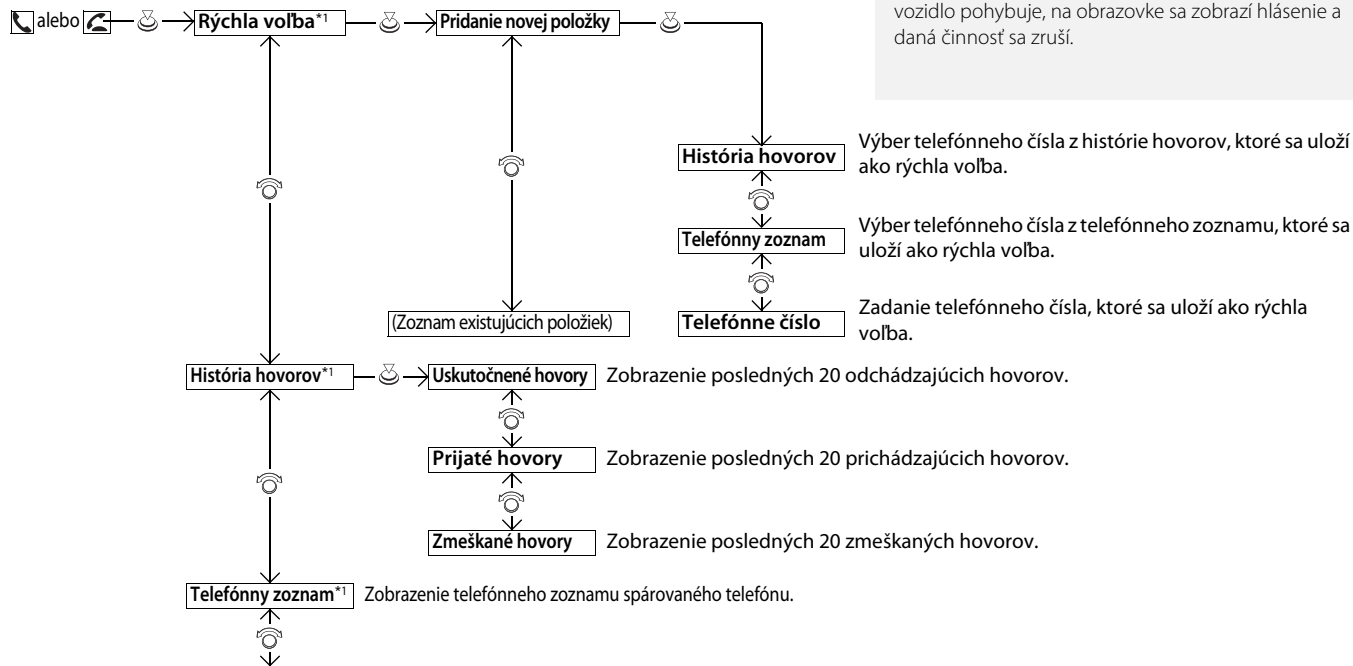 vozidlo pohybuje, na obrazovke sa zobrazí hlásenie a
daná činnosť sa zruší.
alebo
Rýchla voľba*1
Pridanie novej položky
História hovorov
Výber telefónneho čísla z histórie hovorov, ktoré sa uloží
ako rýchla voľba.
Telefónny zoznam
Výber telefónneho čísla z telefónneho zoznamu, ktoré sa
uloží ako rýchla voľba.
(Zoznam existujúcich položiek)
Telefónne číslo
Zadanie telefónneho čísla, ktoré sa uloží ako rýchla
voľba.
História hovorov*1
Uskutočnené hovory
Zobrazenie posledných 20 odchádzajúcich hovorov.
Prijaté hovory
Zobrazenie posledných 20 prichádzajúcich hovorov.
Zmeškané hovory
Zobrazenie posledných 20 zmeškaných hovorov.
Telefónny zoznam*1
Zobrazenie telefónneho zoznamu spárovaného telefónu.